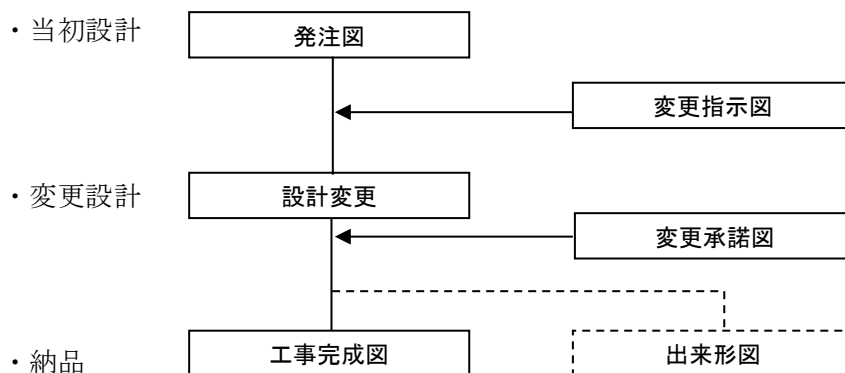 ・当初設計
発注図
変更指示図
・変更設計
設計変更
変更承諾図
・納品
工事完成図
出来形図